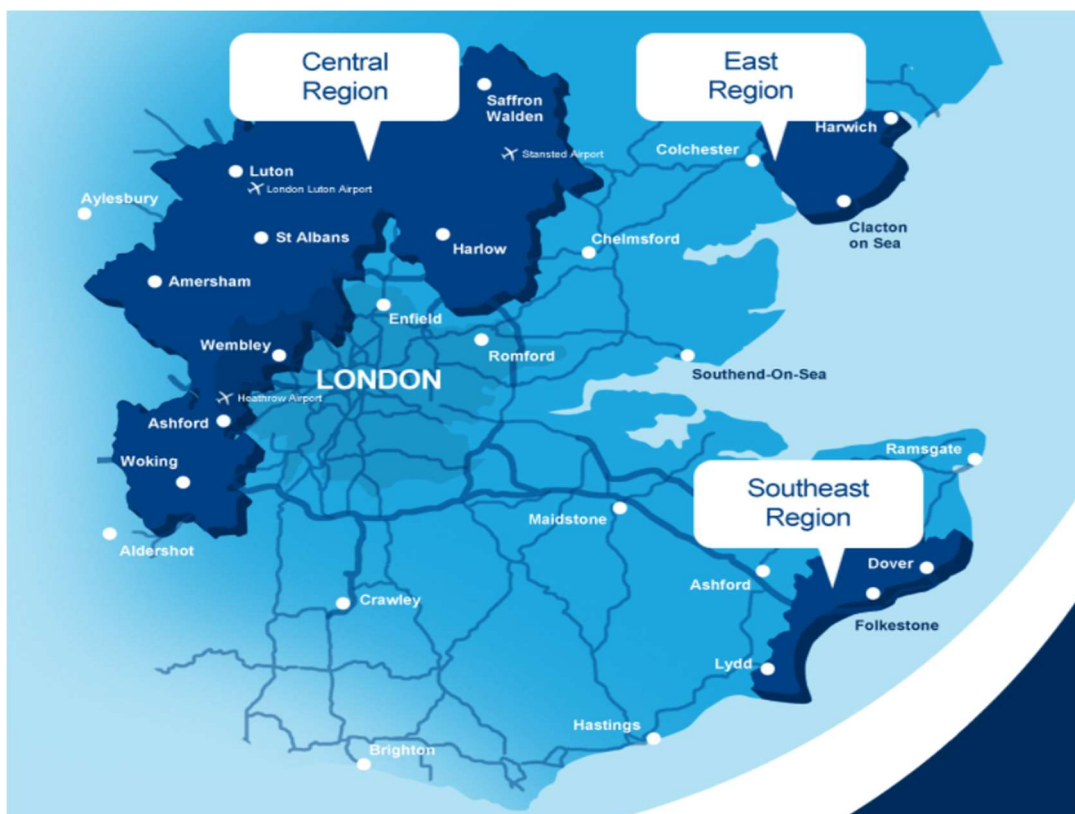 Central
Region
East
Region
Saffron
Walden
Harwich
Stansted Airport
Colchester
Luton
London Luton Airport
Aylesbury
Clacton
on Sea
St Albans
Harlow
Chelmsford
Amersham
Enfield
Wembley
Romford
Southend-On-Sea
LONDON
Heathrow Airport
Ashford
Ramsgate
Woking
Southeast
Region
Maidstone
Aldershot
Dover
Ashford
Crawley
Folkestone
Lydd
Hastings
Brighton